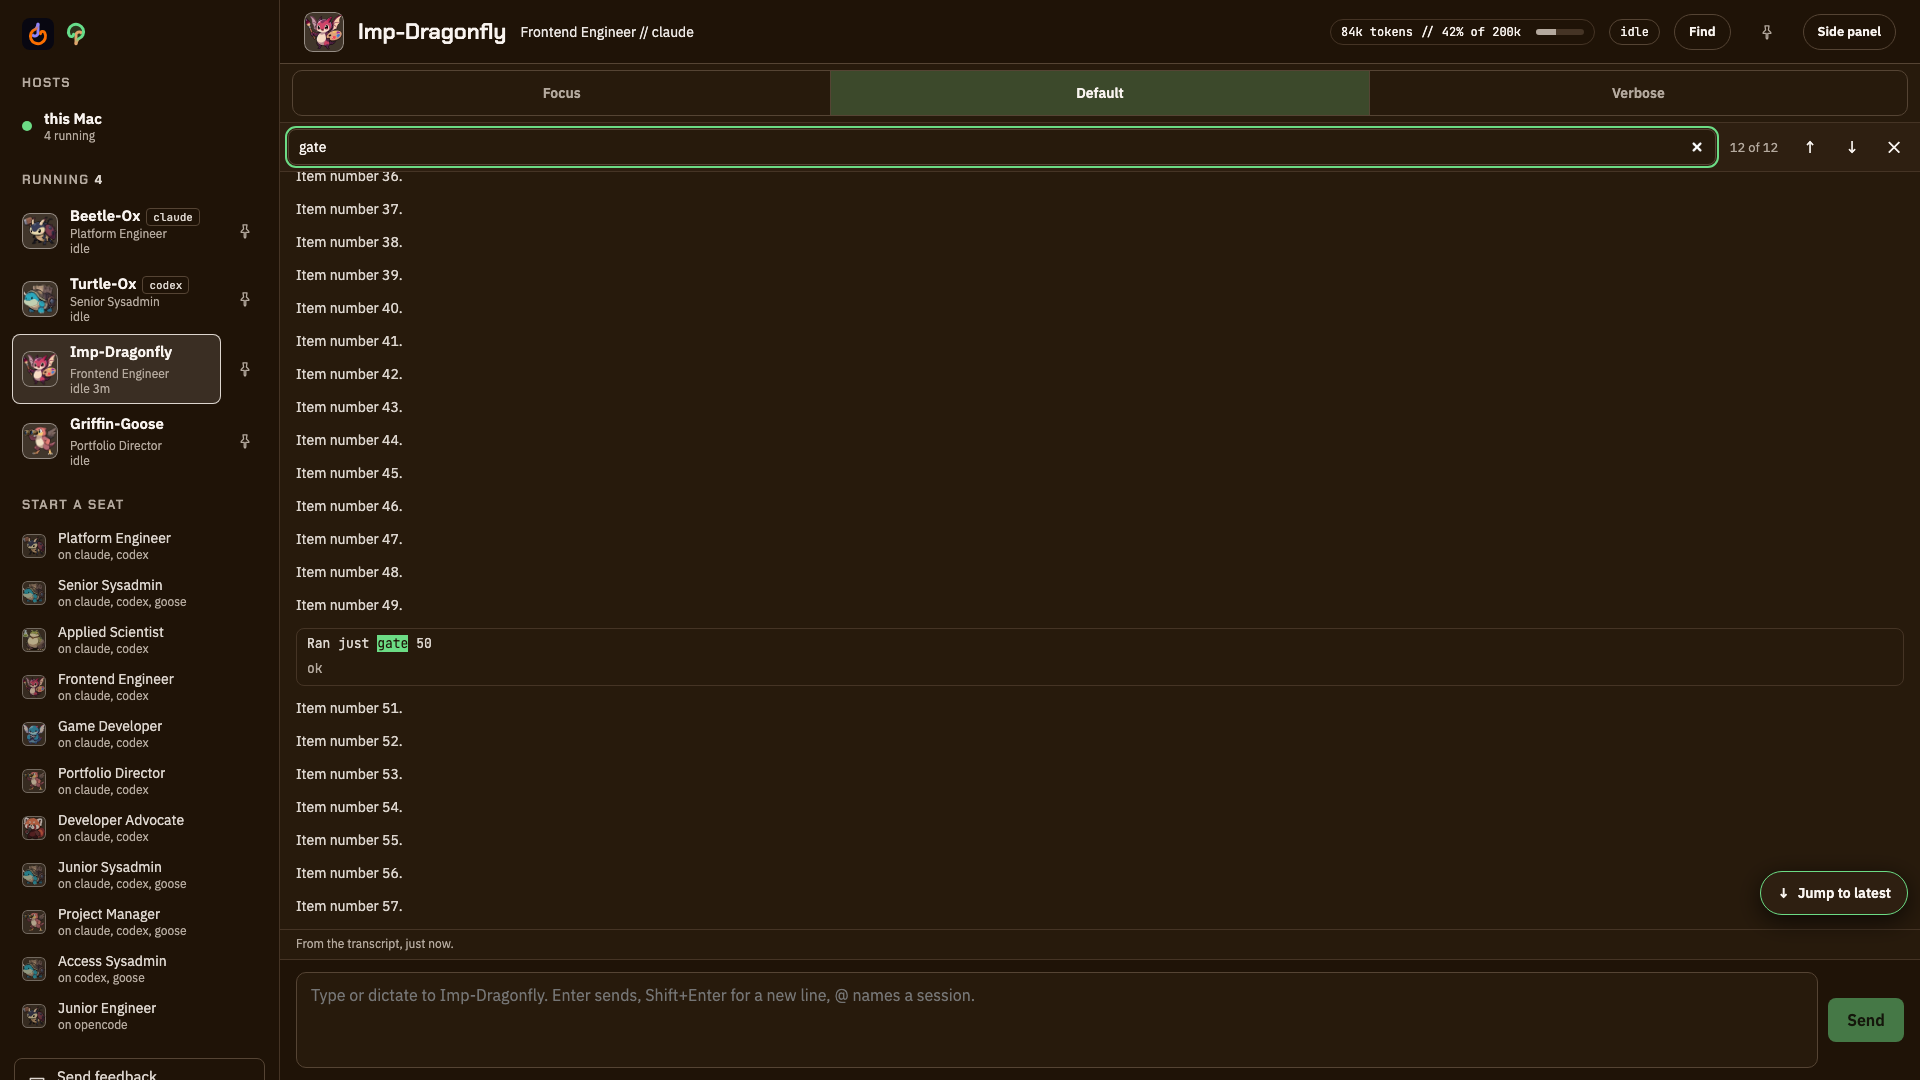 HOSTS
this Mac
4 running
RUNNING 4
Beetle-Ox claude
Platform Engineer
idle
Turtle-Ox codex
Senior Sysadmin
idle
Imp-Dragonfly
Frontend Engineer
idle 3m
Griffin-Goose
Portfolio Director
idle
START A SEAT
Platform Engineer
on claude, codex
Senior Sysadmin
on claude, codex, goose
Applied Scientist
on claude, codex
Frontend Engineer
on claude, codex
Game Developer
on claude, codex
Portfolio Director
on claude, codex
Developer Advocate
on claude, codex
Junior Sysadmin
on claude, codex, goose
Project Manager
on claude, codex, goose
Access Sysadmin
on codex, goose
Junior Engineer
on opencode
Send feedback
Imp-Dragonfly Frontend Engineer // claude
84k tokens // 42% of 200k
idle
Find
Side panel
Focus
Default
Verbose
gate
12 of 12
Item number 36.
Item number 37.
Item number 38.
Item number 39.
Item number 40.
Item number 41.
Item number 42.
Item number 43.
Item number 44.
Item number 45.
Item number 46.
Item number 47.
Item number 48.
Item number 49.
Ran just gate 50
ok
Item number 51.
Item number 52.
Item number 53.
Item number 54.
Item number 55.
Item number 56.
Item number 57.
↓ Jump to latest
From the transcript, just now.
Type or dictate to Imp-Dragonfly. Enter sends, Shift+Enter for a new line, @ names a session.
Send